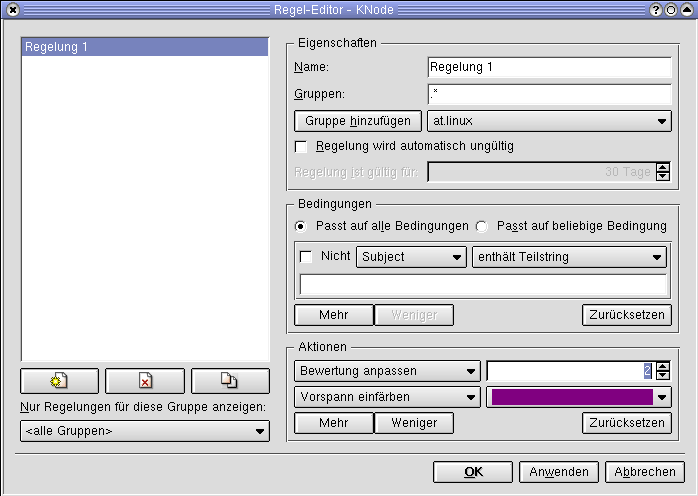 Regel-Editor - KNode
Regelung 1
Nur Regelungen für diese Gruppe anzeigen:
<alle Gruppen>
Eigenschaften
Name: Regelung 1
Gruppen: .*
Gruppe hinzufügen at.linux
Regelung wird automatisch ungültig
Regelung ist gültig für: 30 Tage
Bedingungen
Passt auf alle Bedingungen Passt auf beliebige Bedingung
Nicht Subject enthält Teilstring
Mehr Weniger Zurücksetzen
Aktionen
Bewertung anpassen 2
Vorspann einfärben
Mehr Weniger Zurücksetzen
OK Anwenden Abbrechen